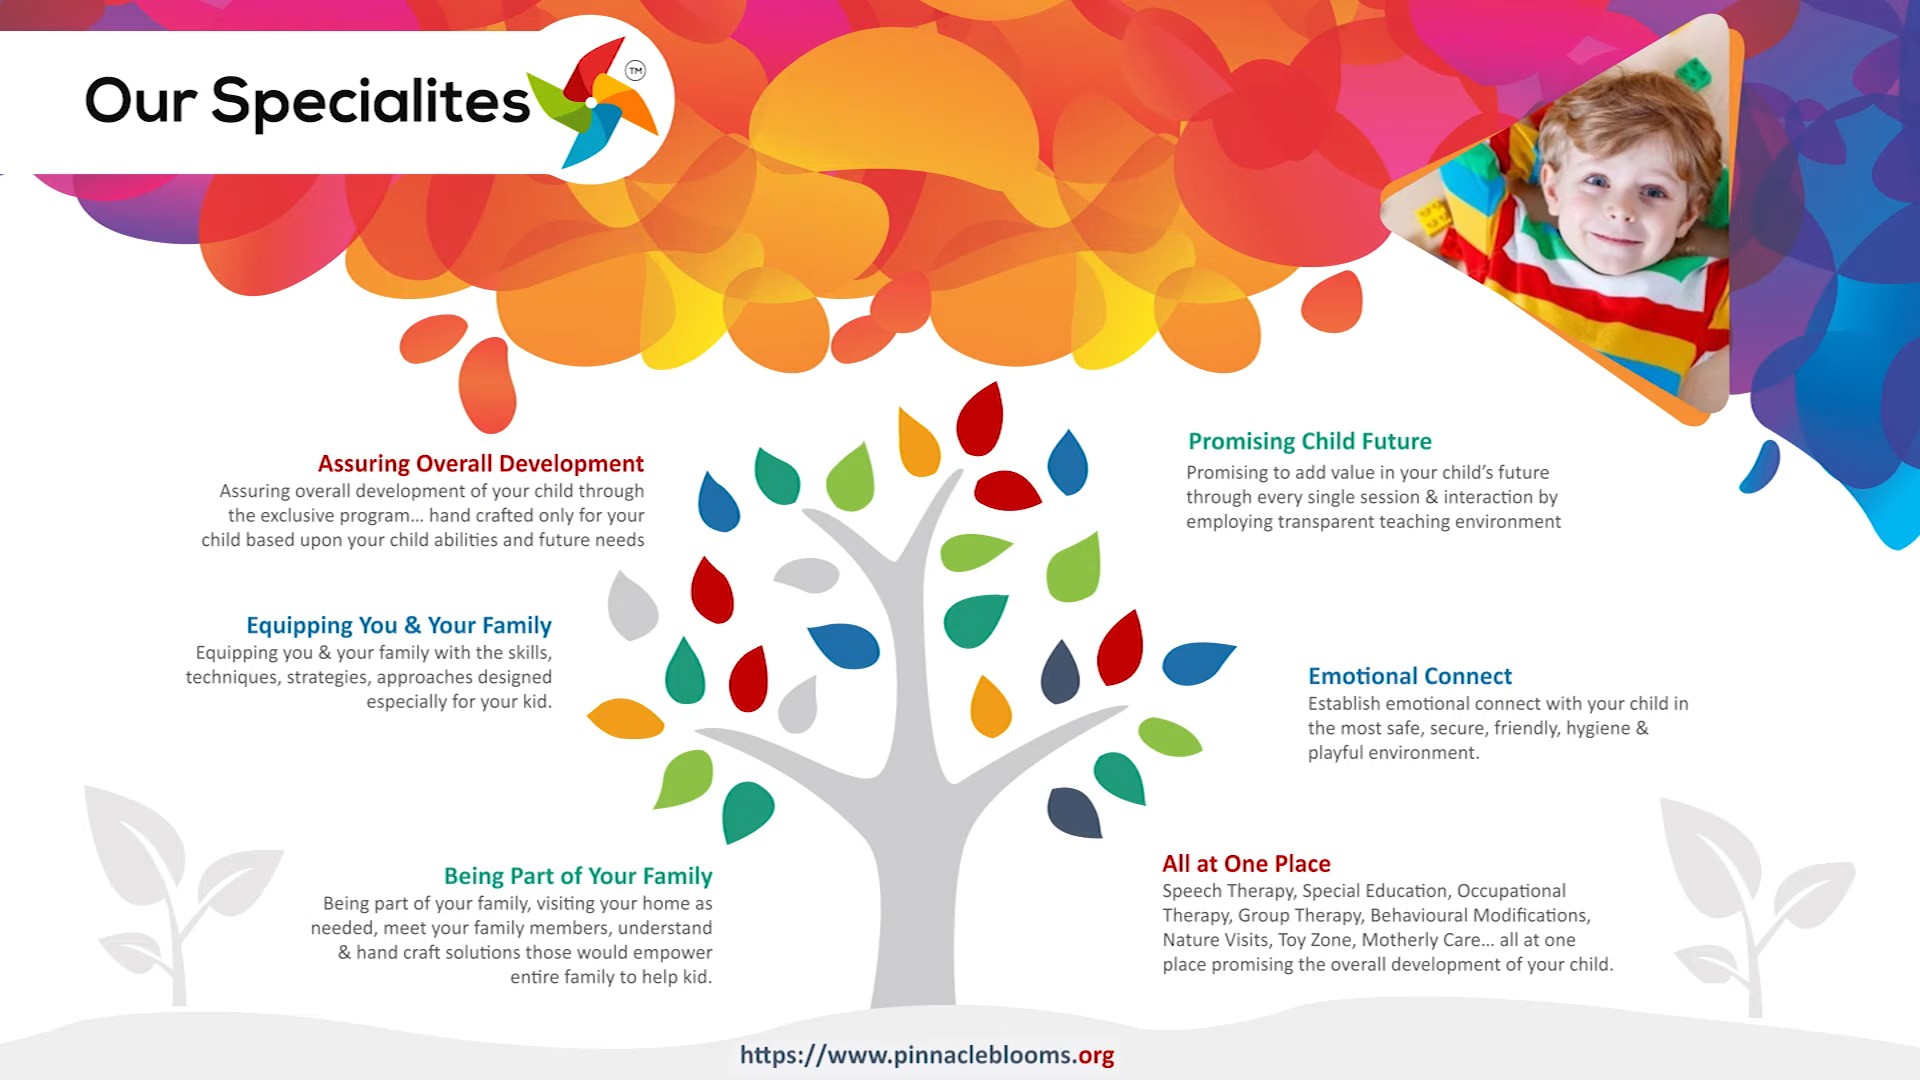 Our Specialites
TM
Assuring Overall Development
Assuring overall development of your child through
the exclusive program... hand crafted only for your
child based upon your child abilities and future needs
Equipping You & Your Family
Equipping you & your family with the skills,
techniques, strategies, approaches designed
especially for your kid.
Being Part of Your Family
Being part of your family, visiting your home as
needed, meet your family members, understand
& hand craft solutions those would empower
entire family to help kid.
Promising Child Future
Promising to add value in your child's future
through every single session & interaction by
employing transparent teaching environment
Emotional Connect
Establish emotional connect with your child in
the most safe, secure, friendly, hygiene &
playful environment.
All at One Place
Speech Therapy, Special Education, Occupational
Therapy, Group Therapy, Behavioural Modifications,
Nature Visits, Toy Zone, Motherly Care... all at one
place promising the overall development of your child.
https://www.pinnacleblooms.org